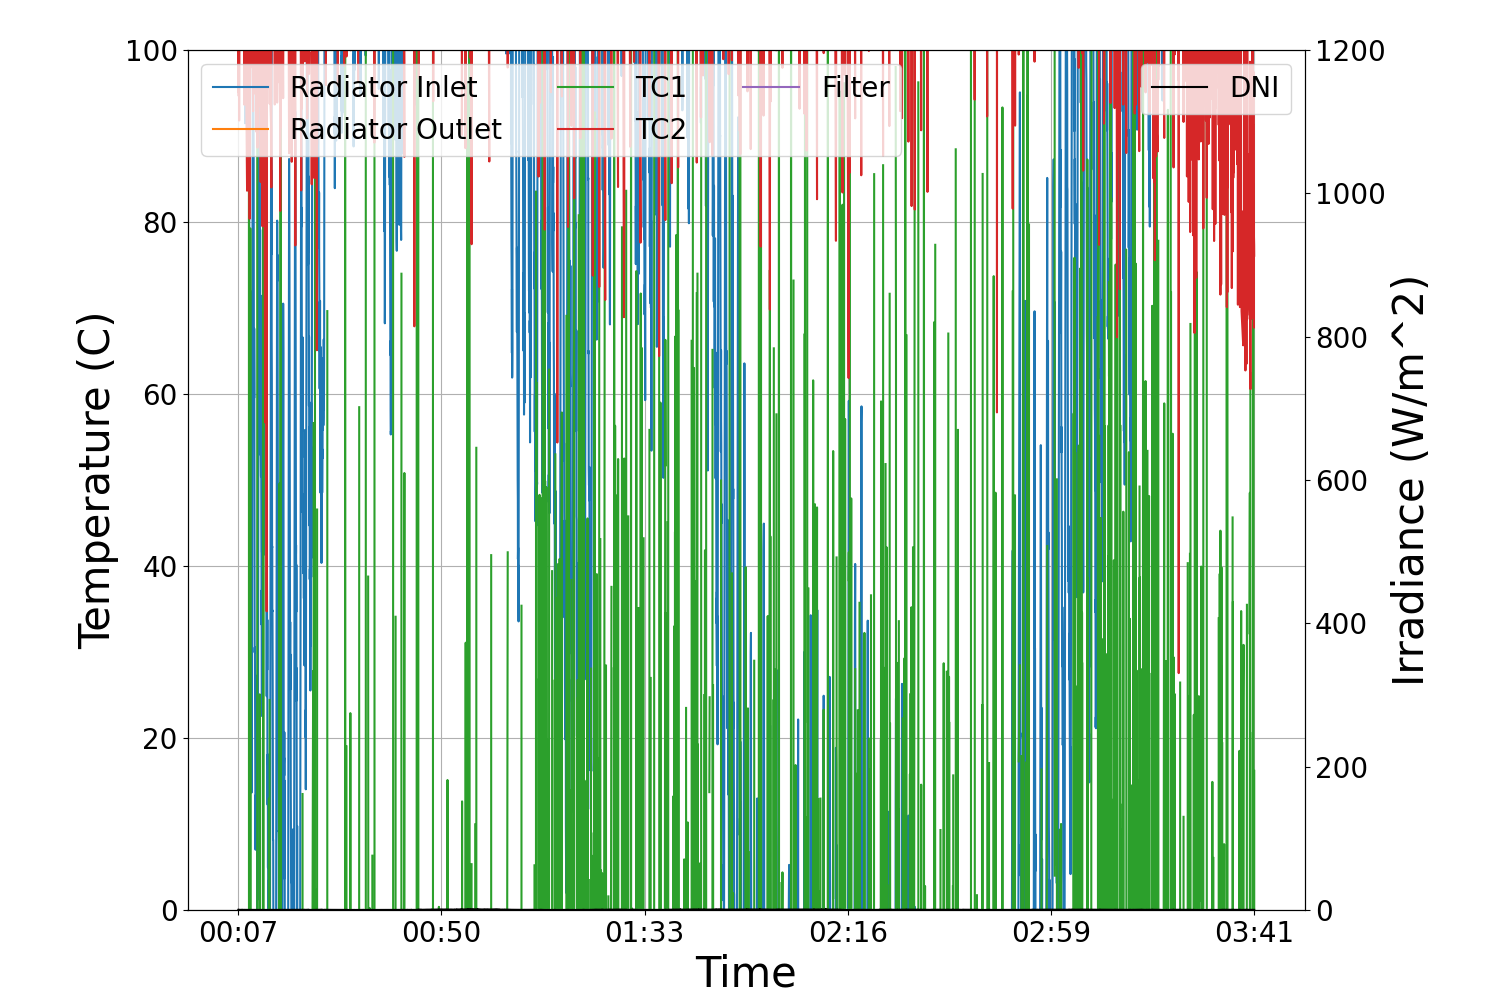 100
80
60
40
20
0
Temperature (C)
Radiator Inlet
Radiator Outlet
TC1
TC2
Filter
DNI
1200
1000
800
600
400
200
0
Irradiance (W/m^2)
00:07
00:50
01:33
02:16
02:59
03:41
Time